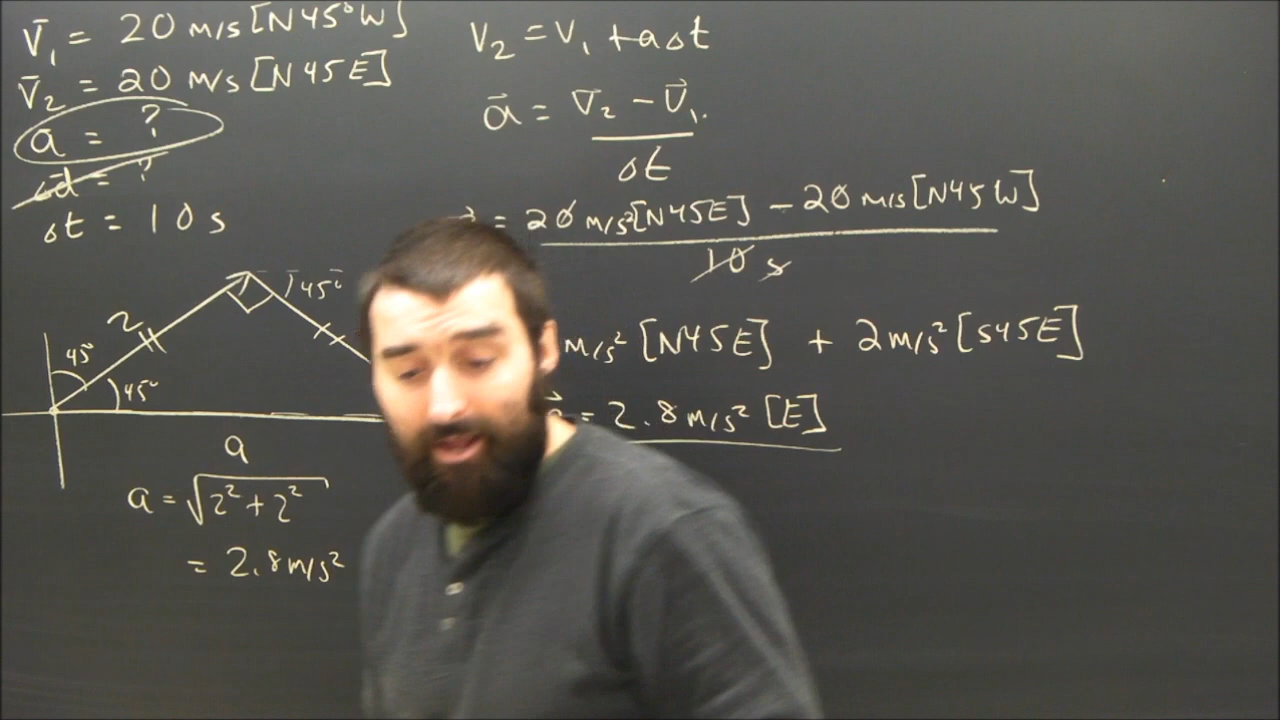 V⃗₁ = 20 m/s [N45°W]
V⃗₂ = 20 m/s [N45E]
a = ?
Δd = ?
Δt = 10 s
V₂ = V₁ + aΔt
a⃗ = V⃗₂ - V⃗₁
Δt
= 20 m/s²[N45E] - 20 m/s [N45W]
10 s
m/s² [N45E] + 2 m/s² [S45E]
= 2.8 m/s² [E]
45°
2
45°
45°
a
a = √2² + 2²
= 2.8 m/s²